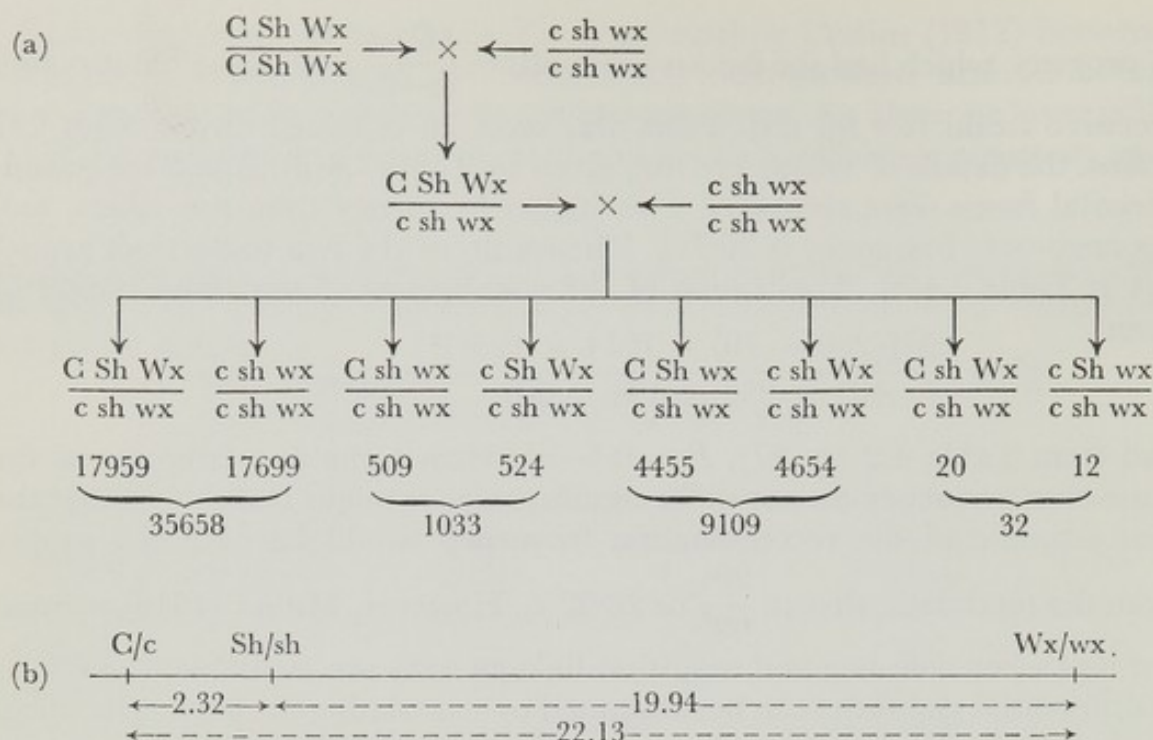 (a) C Sh Wx × c sh wx
C Sh Wx c sh wx
C Sh Wx × c sh wx
c sh wx c sh wx
C Sh Wx c sh wx C sh wx c Sh Wx C Sh wx c sh Wx C sh Wx c Sh wx
c sh wx c sh wx c sh wx c sh wx c sh wx c sh wx c sh wx c sh wx
17959 17699 509 524 4455 4654 20 12
35658 1033 9109 32
C/c Sh/sh Wx/wx.
(b)
2.32 19.94
22.13